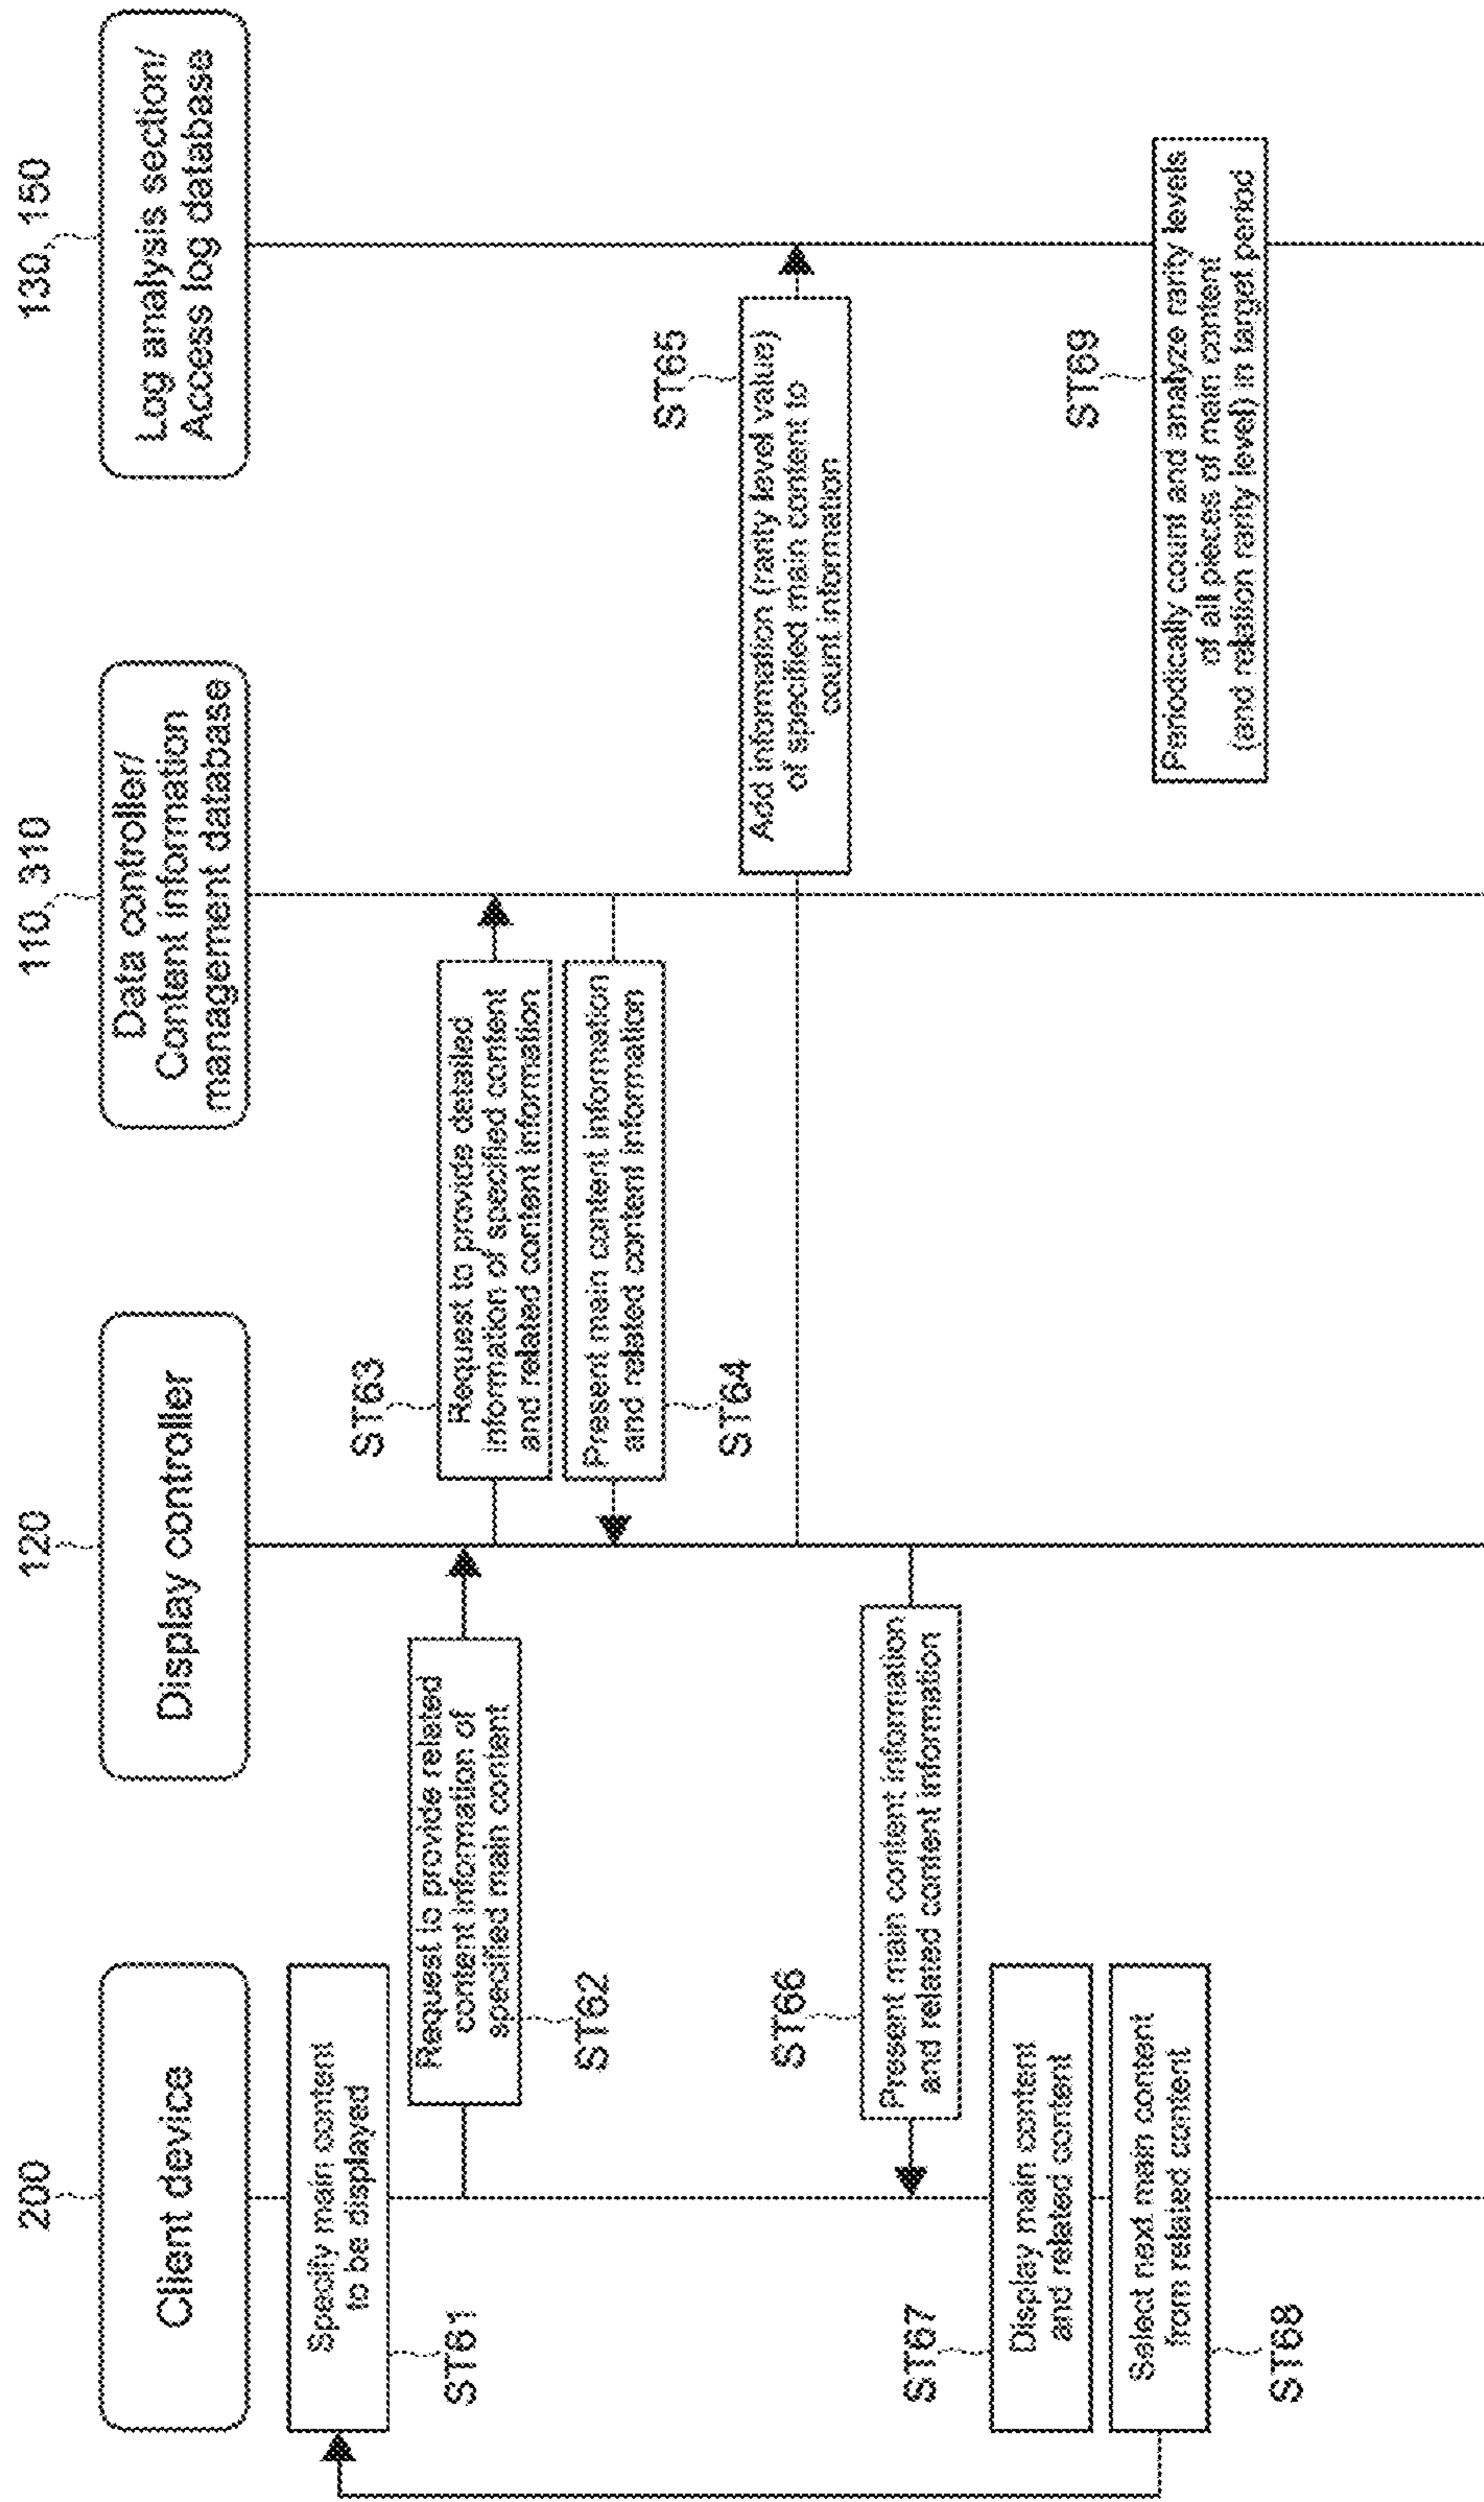 200
120
110, 310
130, 150
Client device
Display controller
Data controller/
Content information
management database
Log analysis section/
Access log database
Specify main content
to be displayed
ST61
Request to provide related
content information of
specified main content
ST62
ST63
Request to provide detailed
information of specified content
and related content information
Present main content information
and related content information
ST64
ST65
Add information (rarity level value)
of specified main content to
count information
ST66
Present main content information
and related content information
ST67
Display main content
and related content
Select next main content
from related content
ST68
ST69
Periodically count and analyze rarity levels
of all pieces of main content
(and relation rarity level) in target period